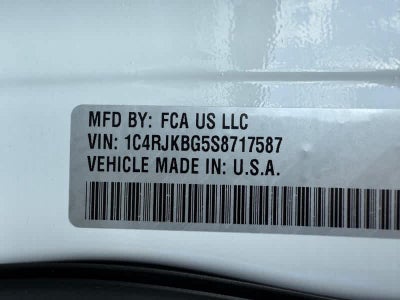 MFD BY: FCA US LLC
VIN: 1C4RJKBG5S8717587
VEHICLE MADE IN: U.S.A.